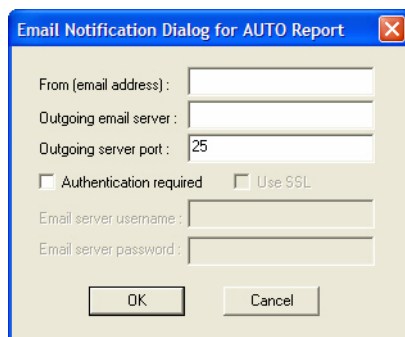 Email Notification Dialog for AUTO Report
From (email address) :
Outgoing email server :
Outgoing server port : 25
Authentication required Use SSL
Email server username :
Email server password :
OK Cancel